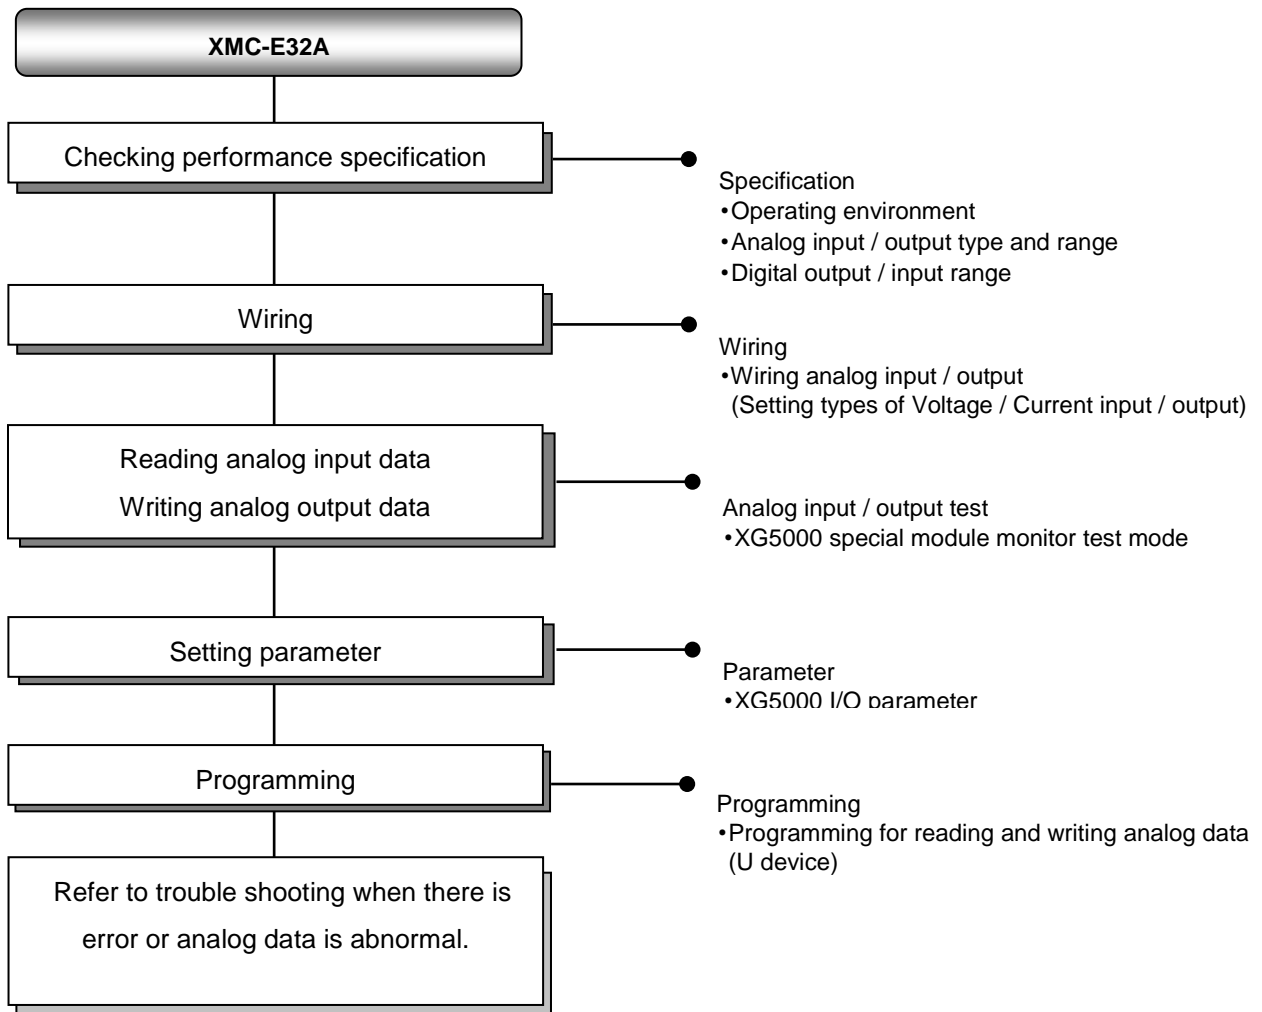 XMC-E32A
Checking performance specification
Specification
•Operating environment
•Analog input / output type and range
•Digital output / input range
Wiring
Wiring
•Wiring analog input / output
(Setting types of Voltage / Current input / output)
Reading analog input data
Writing analog output data
Analog input / output test
•XG5000 special module monitor test mode
Setting parameter
Parameter
•XG5000 I/O parameter
Programming
Programming
•Programming for reading and writing analog data
(U device)
Refer to trouble shooting when there is
error or analog data is abnormal.